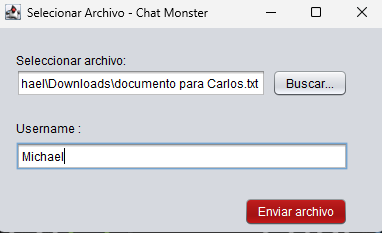 Selecionar Archivo - Chat Monster
Seleccionar archivo:
hael\Downloads\documento para Carlos.txt
Buscar...
Username :
Michael
Enviar archivo